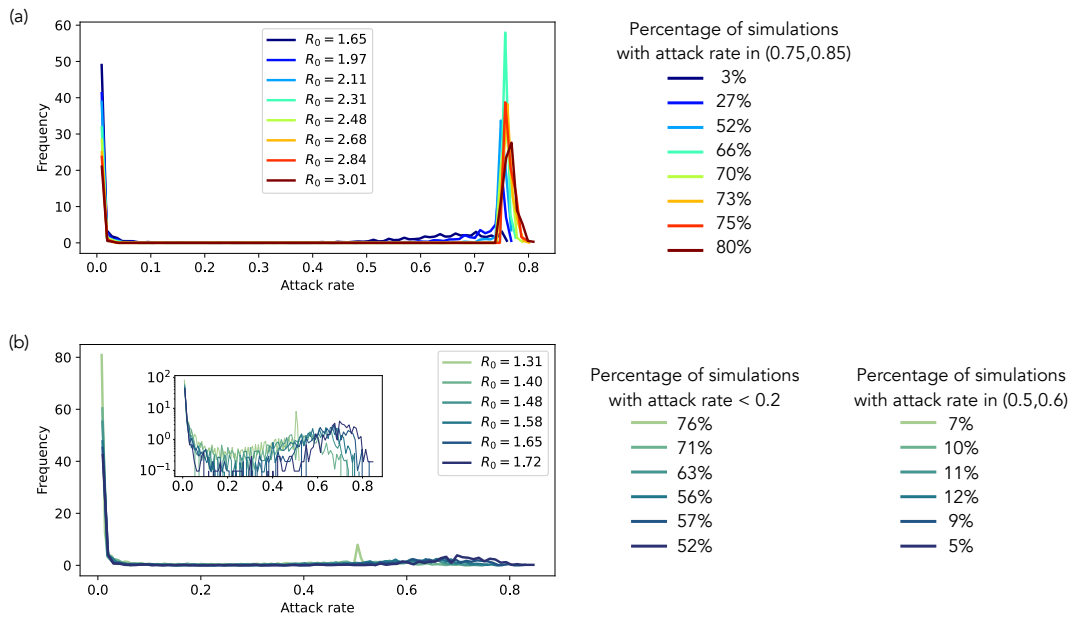 (a)
60
50
40
30
20
10
0
Frequency
0.0 0.1 0.2 0.3 0.4 0.5 0.6 0.7 0.8
Attack rate
R₀ = 1.65
R₀ = 1.97
R₀ = 2.11
R₀ = 2.31
R₀ = 2.48
R₀ = 2.68
R₀ = 2.84
R₀ = 3.01
Percentage of simulations
with attack rate in (0.75,0.85)
3%
27%
52%
66%
70%
73%
75%
80%
(b)
80
60
40
20
0
Frequency
0.0 0.2 0.4 0.6 0.8
Attack rate
10²
10¹
10⁰
10⁻¹
0.0 0.2 0.4 0.6 0.8
R₀ = 1.31
R₀ = 1.40
R₀ = 1.48
R₀ = 1.58
R₀ = 1.65
R₀ = 1.72
Percentage of simulations
with attack rate < 0.2
76%
71%
63%
56%
57%
52%
Percentage of simulations
with attack rate in (0.5,0.6)
7%
10%
11%
12%
9%
5%